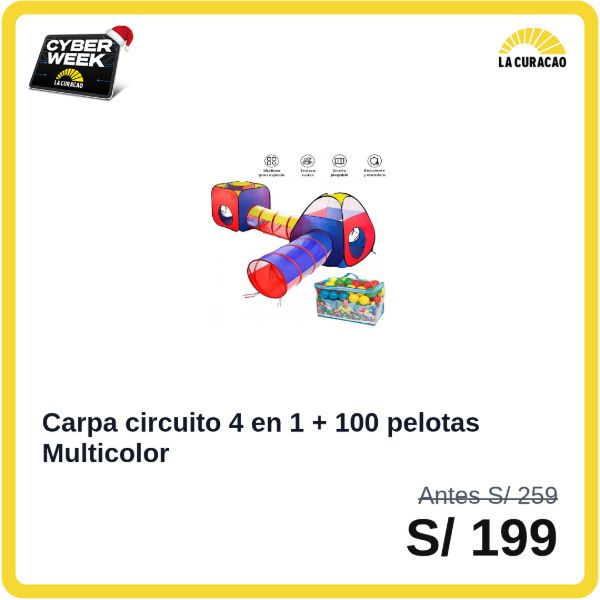 CYBER
WEEK
LA CURACAO
LA CURACAO
Carpa circuito 4 en 1 + 100 pelotas
Multicolor
Antes S/ 259
S/ 199